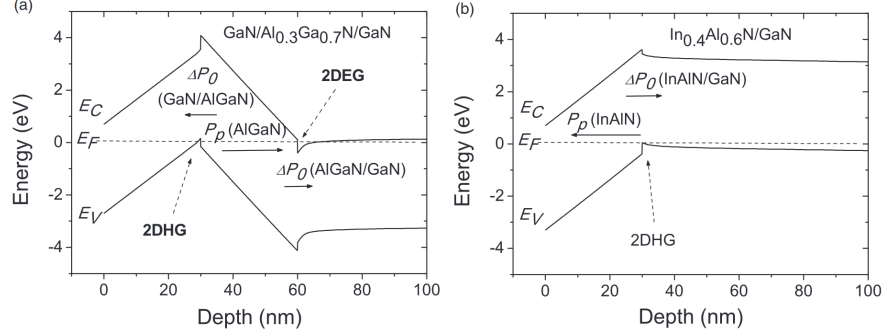 (a)
GaN/Al0.3Ga0.7N/GaN
4
2
0
-2
-4
Energy (eV)
EC
EF
EV
ΔP0
(GaN/AlGaN)
2DEG
Pp(AlGaN)
ΔP0(AlGaN/GaN)
2DHG
0 20 40 60 80 100
Depth (nm)
(b)
In0.4Al0.6N/GaN
4
2
0
-2
-4
Energy (eV)
EC
EF
EV
ΔP0(InAlN/GaN)
Pp(InAlN)
2DHG
0 20 40 60 80 100
Depth (nm)